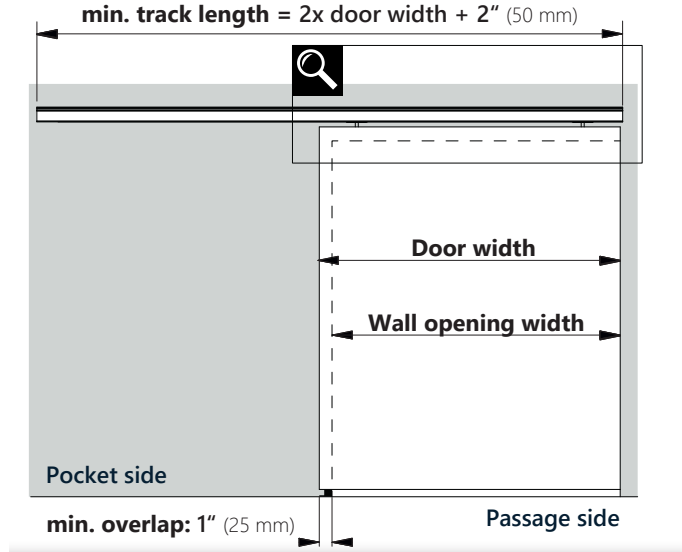 min. track length = 2x door width + 2“ (50 mm)
Door width
Wall opening width
Pocket side
min. overlap: 1“ (25 mm)
Passage side